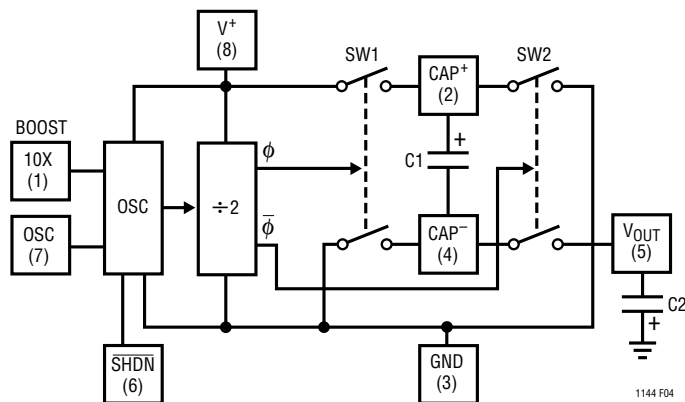 V+
(8)
SW1
CAP+
(2)
SW2
BOOST
10X
(1)
OSC
÷2
ϕ
+
C1
OSC
(7)
ϕ̅
CAP–
(4)
VOUT
(5)
C2
+
S̅H̅D̅N̅
(6)
GND
(3)
1144 F04